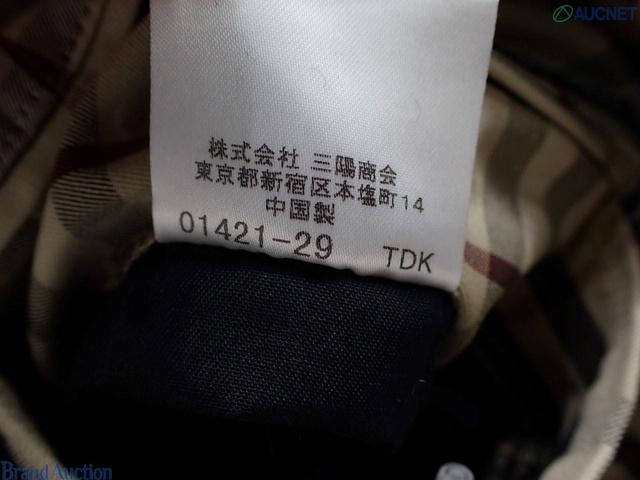 AUCNET
株式会社 三陽商会
東京都新宿区本塩町14
中国製
01421-29 TDK
Brand Auction